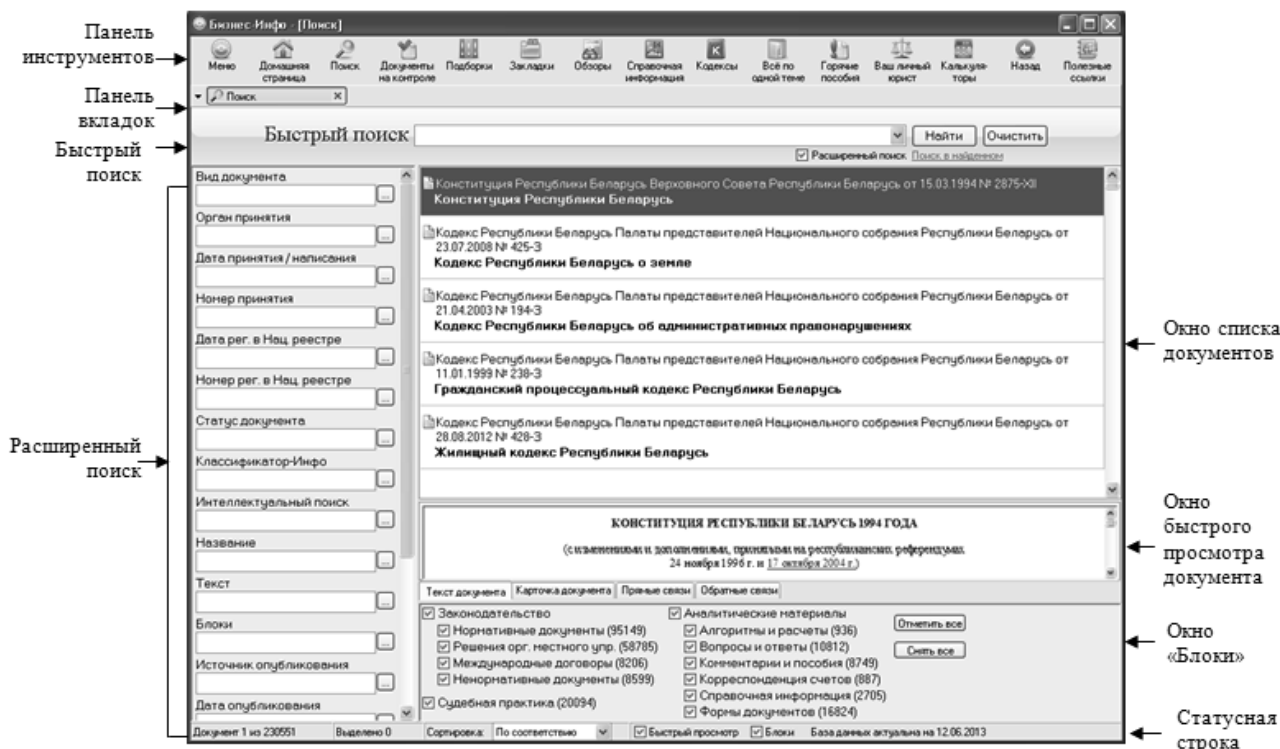 Бизнес-Инфо - [Поиск]
Панель
инструментов
Меню
Домашняя
страница
Поиск
Документы
на контроле
Подборки
Закладки
Обзоры
Справочная
информация
Кодексы
Всё по
одной теме
Горячие
пособия
Ваш личный
юрист
Калькуля-
торы
Назад
Полезные
ссылки
Панель
вкладок
Поиск
Быстрый
поиск
Быстрый поиск
Найти
Очистить
Расширенный поиск Поиск в найденном
Расширенный
поиск
Вид документа
Орган принятия
Дата принятия / написания
Номер принятия
Дата рег. в Нац. реестре
Номер рег. в Нац. реестре
Статус документа
Классификатор-Инфо
Интеллектуальный поиск
Название
Текст
Блоки
Источник опубликования
Дата опубликования
Конституция Республики Беларусь Верховного Совета Республики Беларусь от 15.03.1994 № 2875-XII
Конституция Республики Беларусь
Кодекс Республики Беларусь Палаты представителей Национального собрания Республики Беларусь от
23.07.2008 № 425-З
Кодекс Республики Беларусь о земле
Кодекс Республики Беларусь Палаты представителей Национального собрания Республики Беларусь от
21.04.2003 № 194-З
Кодекс Республики Беларусь об административных правонарушениях
Кодекс Республики Беларусь Палаты представителей Национального собрания Республики Беларусь от
11.01.1999 № 238-З
Гражданский процессуальный кодекс Республики Беларусь
Кодекс Республики Беларусь Палаты представителей Национального собрания Республики Беларусь от
28.08.2012 № 428-З
Жилищный кодекс Республики Беларусь
Окно списка
документов
КОНСТИТУЦИЯ РЕСПУБЛИКИ БЕЛАРУСЬ 1994 ГОДА
(с изменениями и дополнениями, принятыми на республиканских референдумах
24 ноября 1996 г. и 17 октября 2004 г.)
Окно
быстрого
просмотра
документа
Текст документа
Карточка документа
Прямые связи
Обратные связи
Законодательство
Нормативные документы (95149)
Решения орг. местного упр. (58785)
Международные договоры (8206)
Ненормативные документы (8599)
Судебная практика (20094)
Аналитические материалы
Алгоритмы и расчеты (936)
Вопросы и ответы (10812)
Комментарии и пособия (8749)
Корреспонденция счетов (887)
Справочная информация (2705)
Формы документов (16824)
Отметить все
Снять все
Окно
«Блоки»
Документ 1 из 230551
Выделено 0
Сортировка: По соответствию
Быстрый просмотр
Блоки
База данных актуальна на 12.06.2013
Статусная
строка